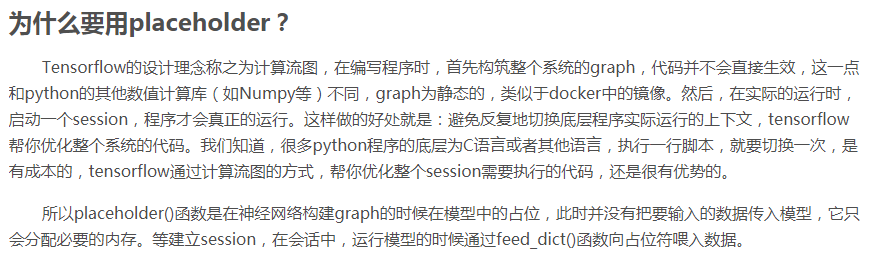 为什么要用placeholder？
Tensorflow的设计理念称之为计算流图，在编写程序时，首先构筑整个系统的graph，代码并不会直接生效，这一点
和python的其他数值计算库（如Numpy等）不同，graph为静态的，类似于docker中的镜像。然后，在实际的运行时，
启动一个session，程序才会真正的运行。这样做的好处就是：避免反复地切换底层程序实际运行的上下文，tensorflow
帮你优化整个系统的代码。我们知道，很多python程序的底层为C语言或者其他语言，执行一行脚本，就要切换一次，是
有成本的，tensorflow通过计算流图的方式，帮你优化整个session需要执行的代码，还是很有优势的。
所以placeholder()函数是在神经网络构建graph的时候在模型中的占位，此时并没有把要输入的数据传入模型，它只
会分配必要的内存。等建立session，在会话中，运行模型的时候通过feed_dict()函数向占位符喂入数据。